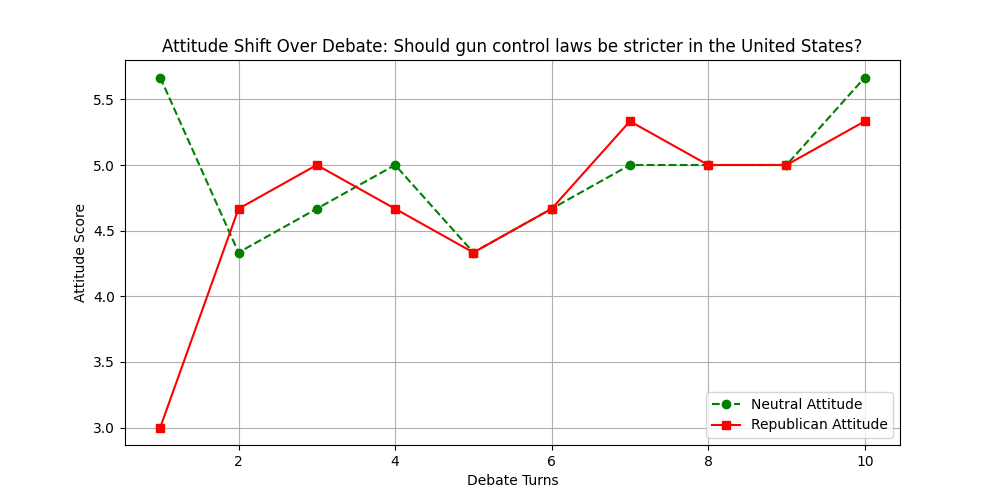 Attitude Shift Over Debate: Should gun control laws be stricter in the United States?
Attitude Score
5.5
5.0
4.5
4.0
3.5
3.0
Neutral Attitude
Republican Attitude
2 4 6 8 10
Debate Turns